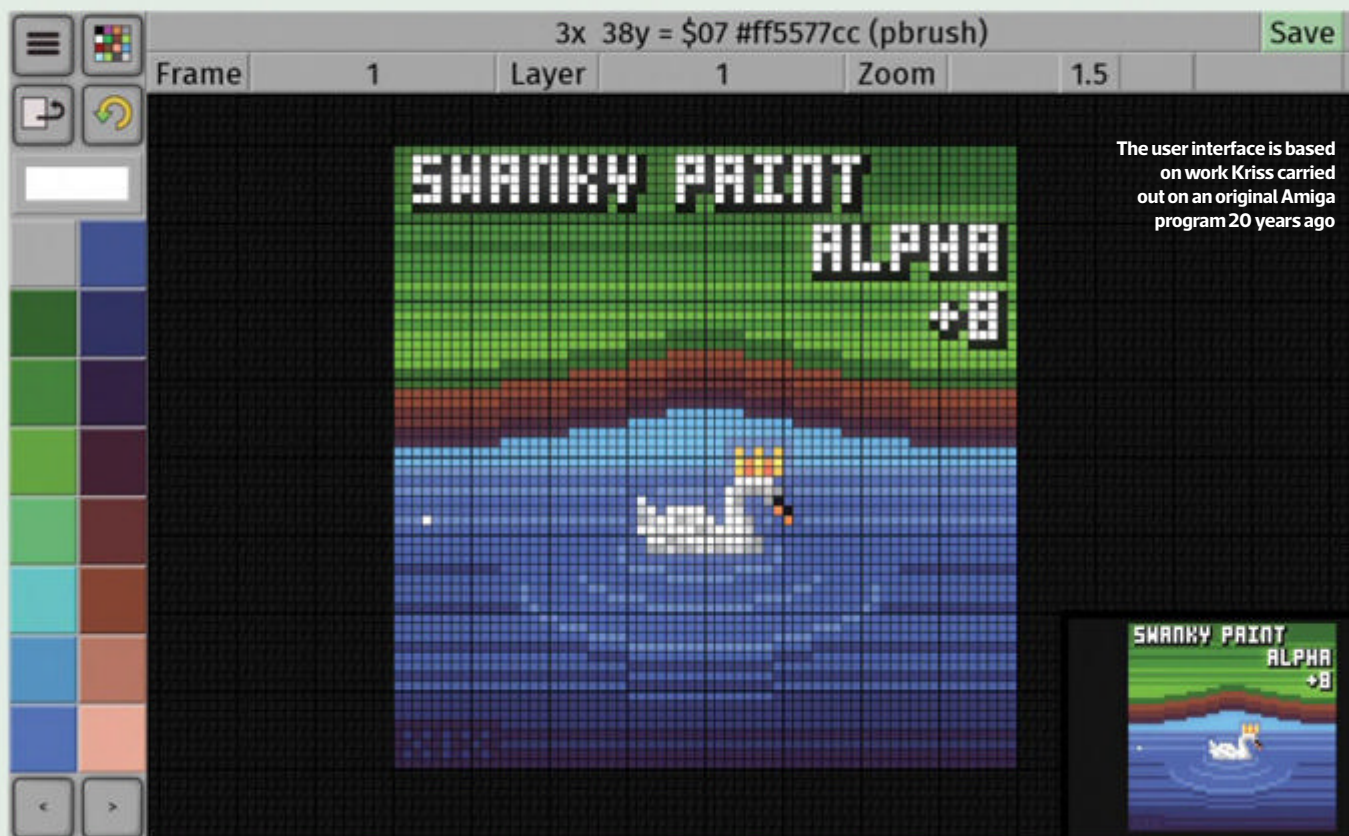 3x 38y = $07 #ff5577cc (pbrush)
Save
Frame 1 Layer 1 Zoom 1.5
The user interface is based
on work Kriss carried
out on an original Amiga
program 20 years ago
SWANKY PAINT
ALPHA
+8
< >
SWANKY PAINT
ALPHA
+8